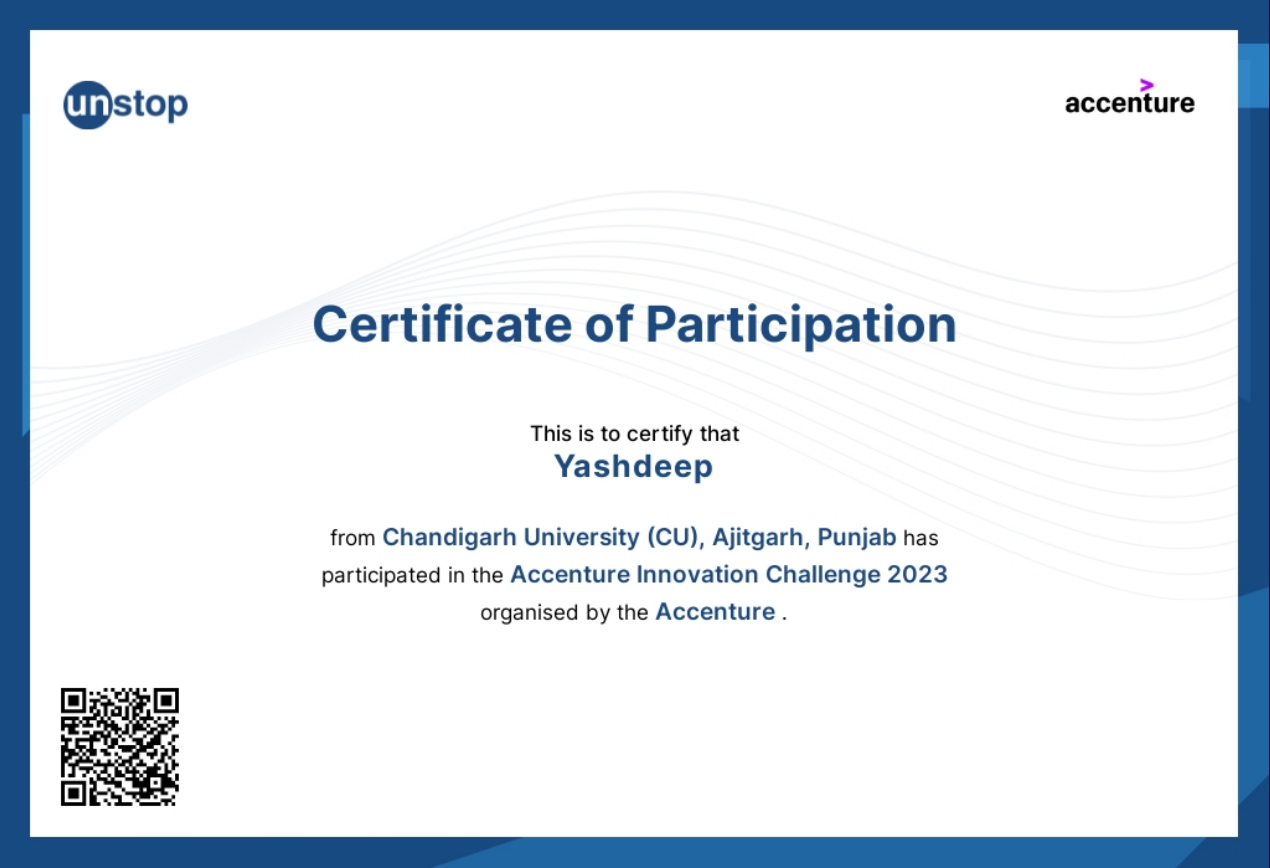 unstop
accenture
Certificate of Participation
This is to certify that
Yashdeep
from Chandigarh University (CU), Ajitgarh, Punjab has
participated in the Accenture Innovation Challenge 2023
organised by the Accenture .